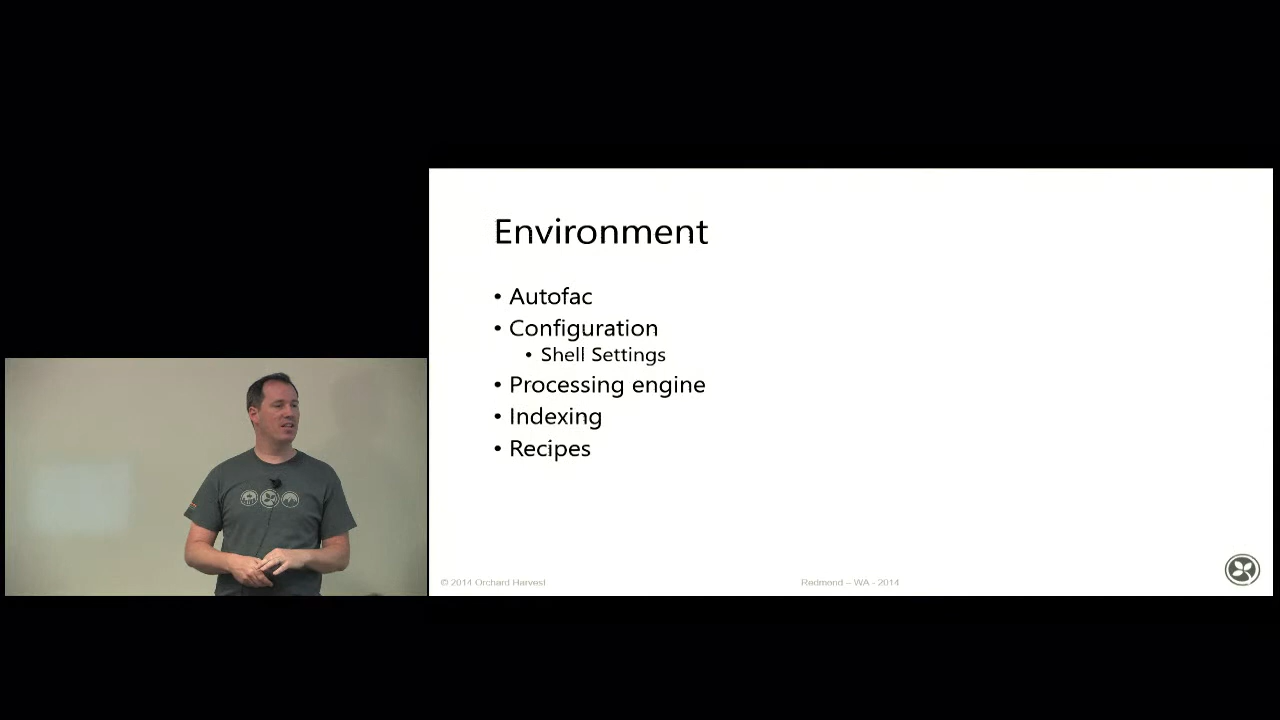 Environment
• Autofac
• Configuration
• Shell Settings
• Processing engine
• Indexing
• Recipes
© 2014 Orchard Harvest
Redmond – WA - 2014